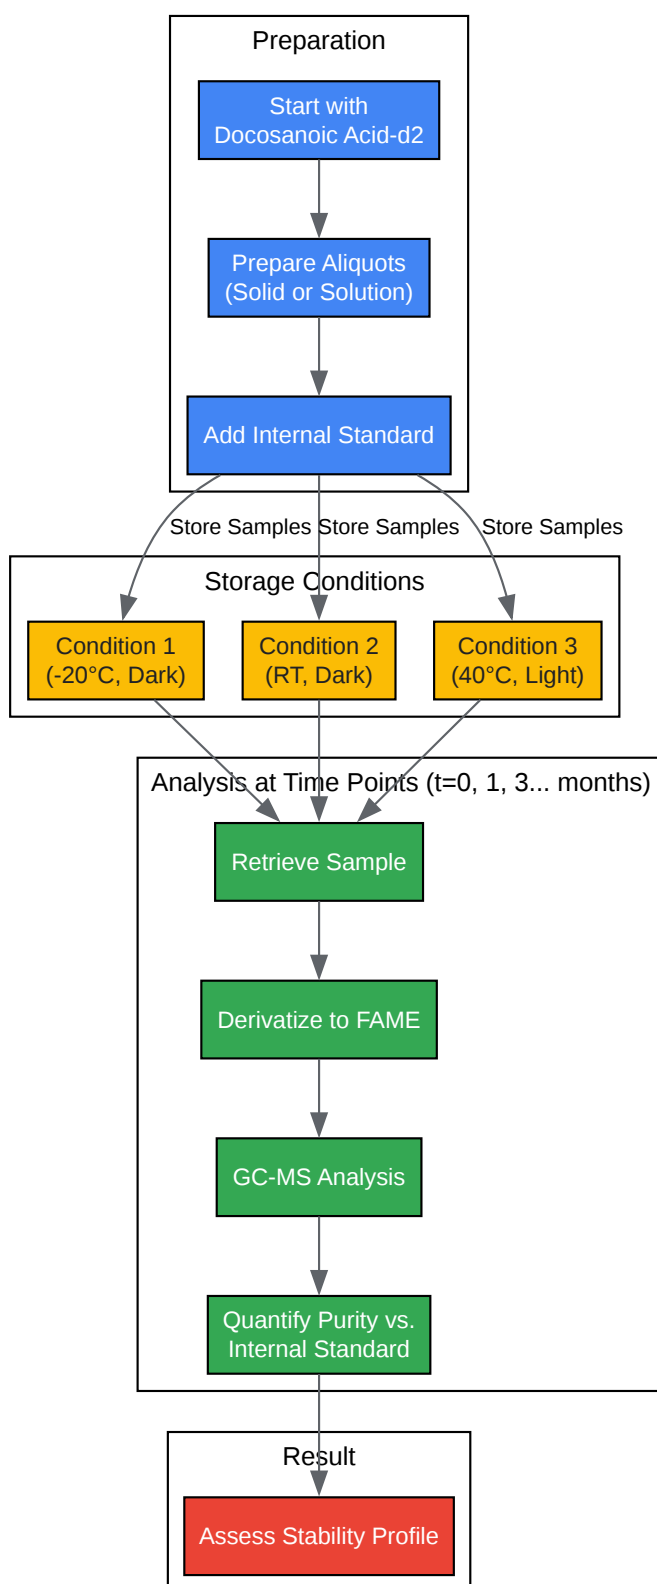 Preparation
Start with
Docosanoic Acid-d2
Prepare Aliquots
(Solid or Solution)
Add Internal Standard
Store Samples Store Samples Store Samples
Storage Conditions
Condition 1
(-20°C, Dark)
Condition 2
(RT, Dark)
Condition 3
(40°C, Light)
Analysis at Time Points (t=0, 1, 3... months)
Retrieve Sample
Derivatize to FAME
GC-MS Analysis
Quantify Purity vs.
Internal Standard
Result
Assess Stability Profile